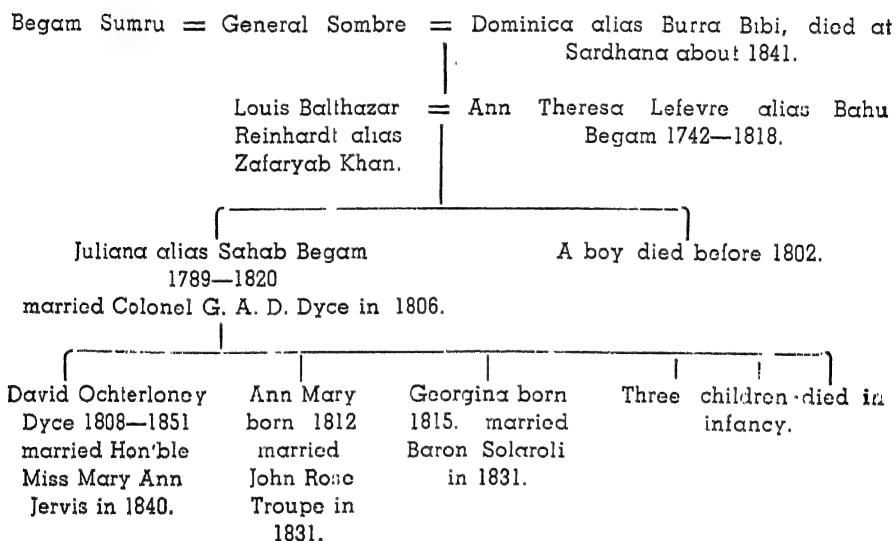 Begam Sumru = General Sombre = Dominica alias Burra Bibi, died at
Sardhana about 1841.
Louis Balthazar = Ann Theresa Lefevre alias Bahu
Reinhardt alias Begam 1742—1818.
Zafaryab Khan.
Juliana alias Sahab Begam
1789—1820
married Colonel G. A. D. Dyce in 1806.
A boy died before 1802.
David Ochterloney
Dyce 1808—1851
married Hon'ble
Miss Mary Ann
Jervis in 1840.
Ann Mary
born 1812
married
John Rose
Troupe in
1831.
Georgina born
1815. married
Baron Solaroli
in 1831.
Three children died in
infancy.